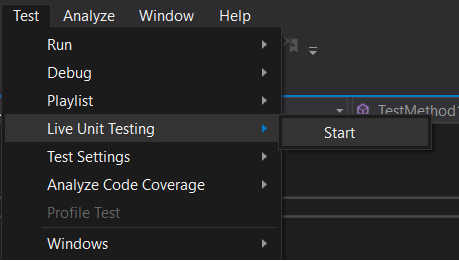 Test Analyze Window Help
Run
Debug
Playlist
TestMethod1
Live Unit Testing
Start
Test Settings
Analyze Code Coverage
Profile Test
Windows